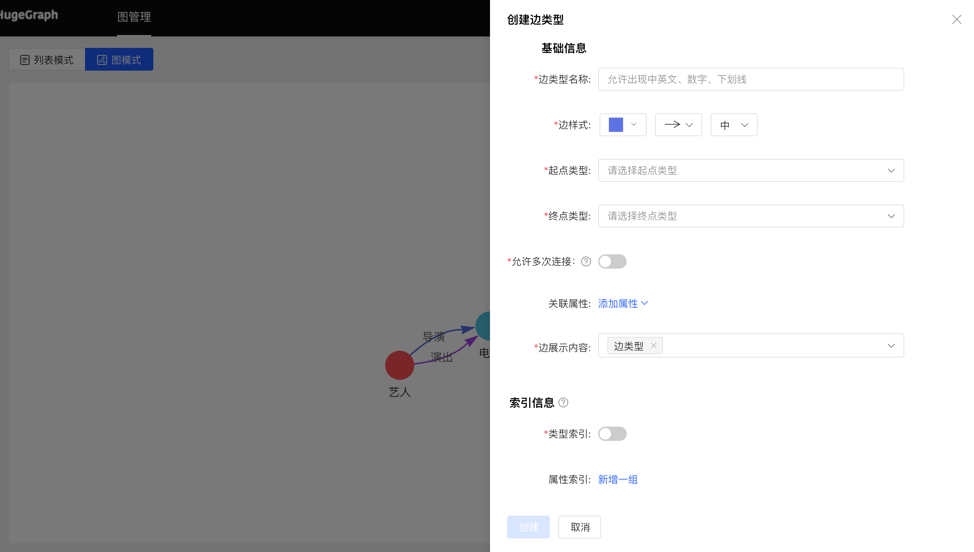 HugeGraph
图管理
列表模式
图模式
导演
演出
电
艺人
创建边类型
基础信息
*边类型名称: 允许出现中英文、数字、下划线
*边样式: 中
*起点类型: 请选择起点类型
*终点类型: 请选择终点类型
*允许多次连接:
关联属性: 添加属性
*边展示内容: 边类型
索引信息
*类型索引:
属性索引: 新增一组
创建
取消